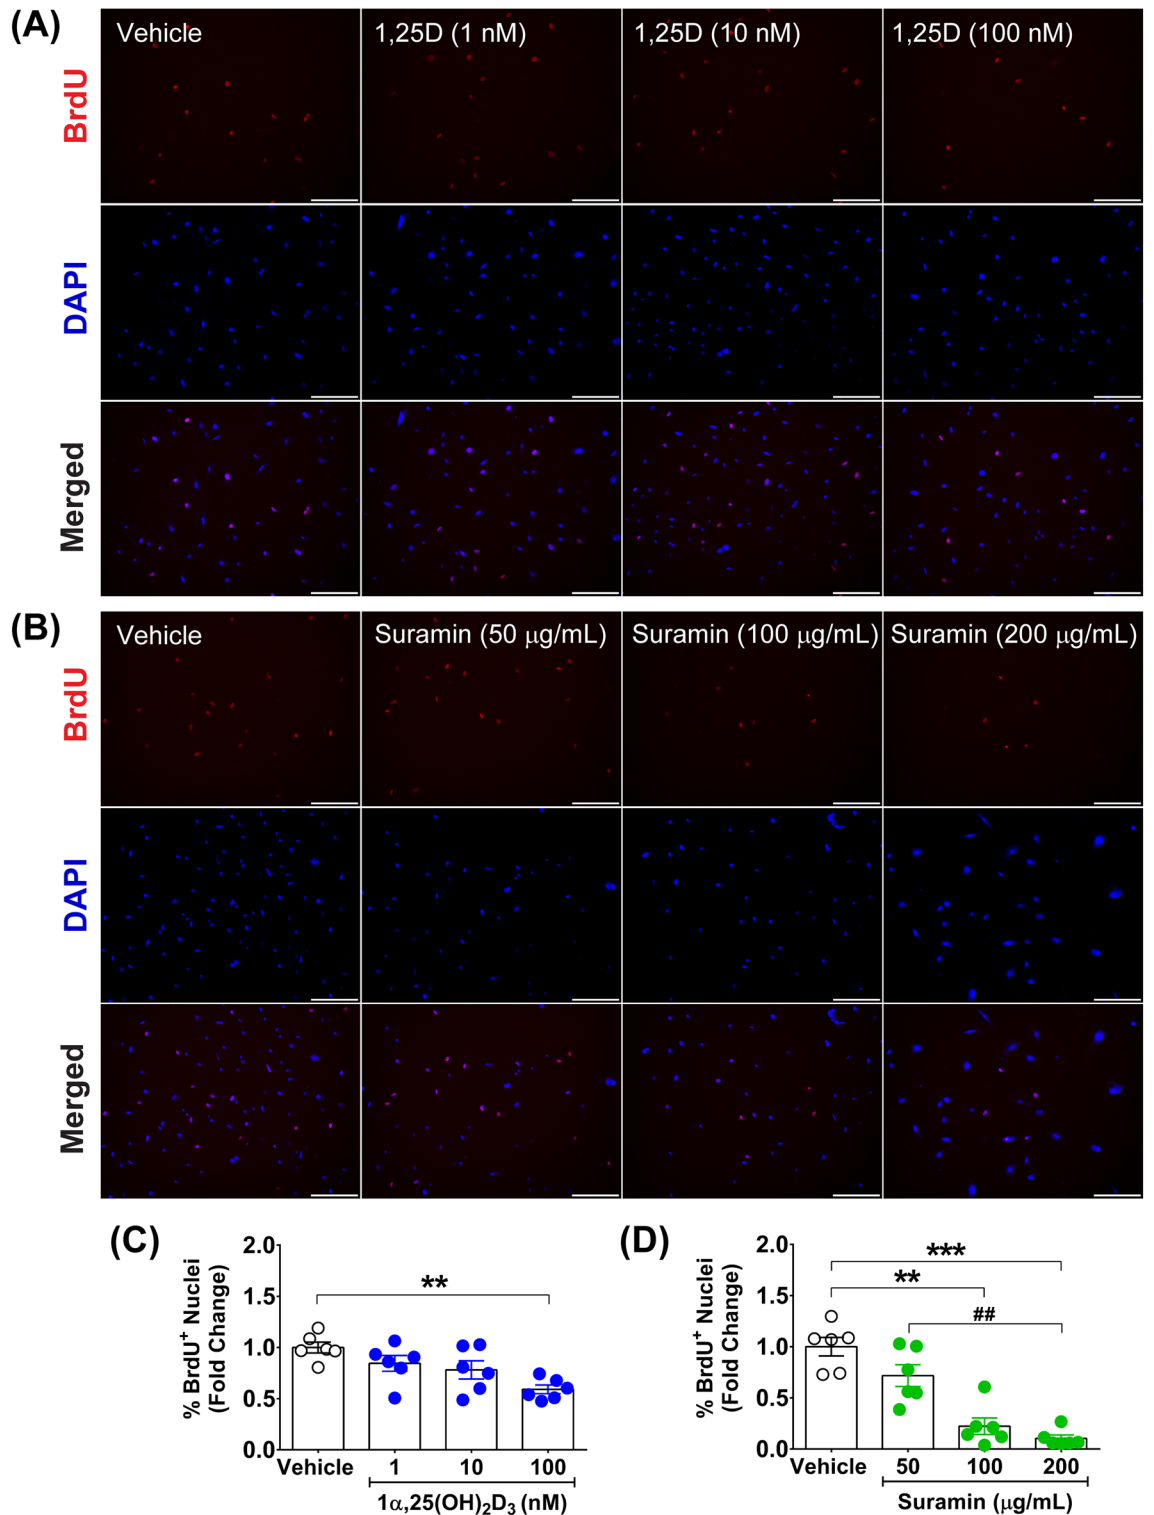 (A)
Vehicle
1,25D (1 nM)
1,25D (10 nM)
1,25D (100 nM)
BrdU
DAPI
Merged
(B)
Vehicle
Suramin (50 μg/mL)
Suramin (100 μg/mL)
Suramin (200 μg/mL)
BrdU
DAPI
Merged
(C)
% BrdU⁺ Nuclei
(Fold Change)
2.0
1.5
1.0
0.5
0.0
**
Vehicle
1
10
100
1α,25(OH)₂D₃ (nM)
(D)
% BrdU⁺ Nuclei
(Fold Change)
2.0
1.5
1.0
0.5
0.0
***
**
##
Vehicle
50
100
200
Suramin (μg/mL)